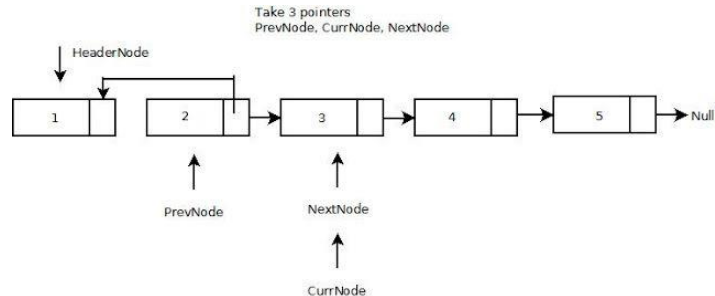 Take 3 pointers
PrevNode, CurrNode, NextNode
HeaderNode
1
2
3
4
5
Null
PrevNode
NextNode
CurrNode